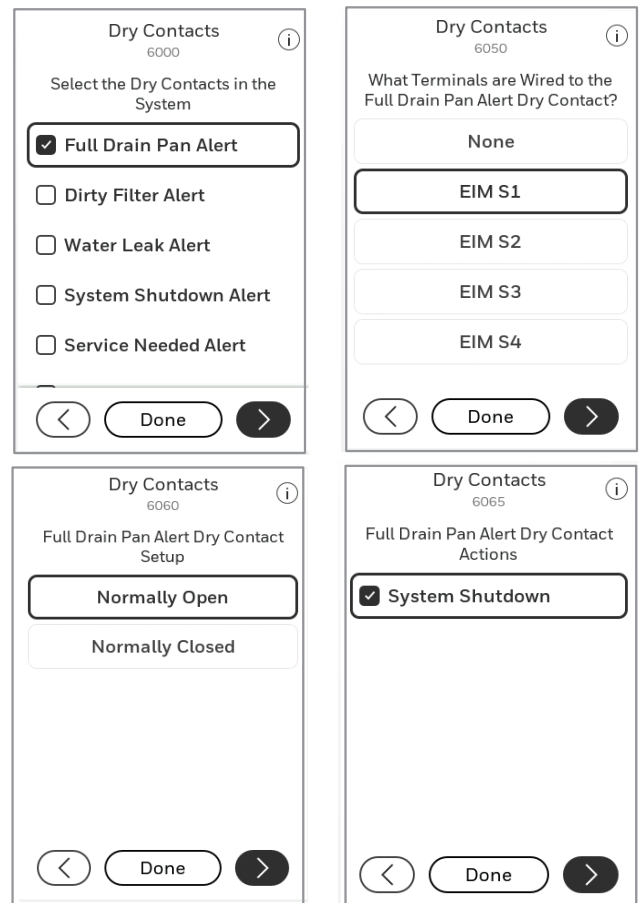 Dry Contacts
6000
Select the Dry Contacts in the
System
Full Drain Pan Alert
Dirty Filter Alert
Water Leak Alert
System Shutdown Alert
Service Needed Alert
Done
Dry Contacts
6050
What Terminals are Wired to the
Full Drain Pan Alert Dry Contact?
None
EIM S1
EIM S2
EIM S3
EIM S4
Done
Dry Contacts
6060
Full Drain Pan Alert Dry Contact
Setup
Normally Open
Normally Closed
Done
Dry Contacts
6065
Full Drain Pan Alert Dry Contact
Actions
System Shutdown
Done